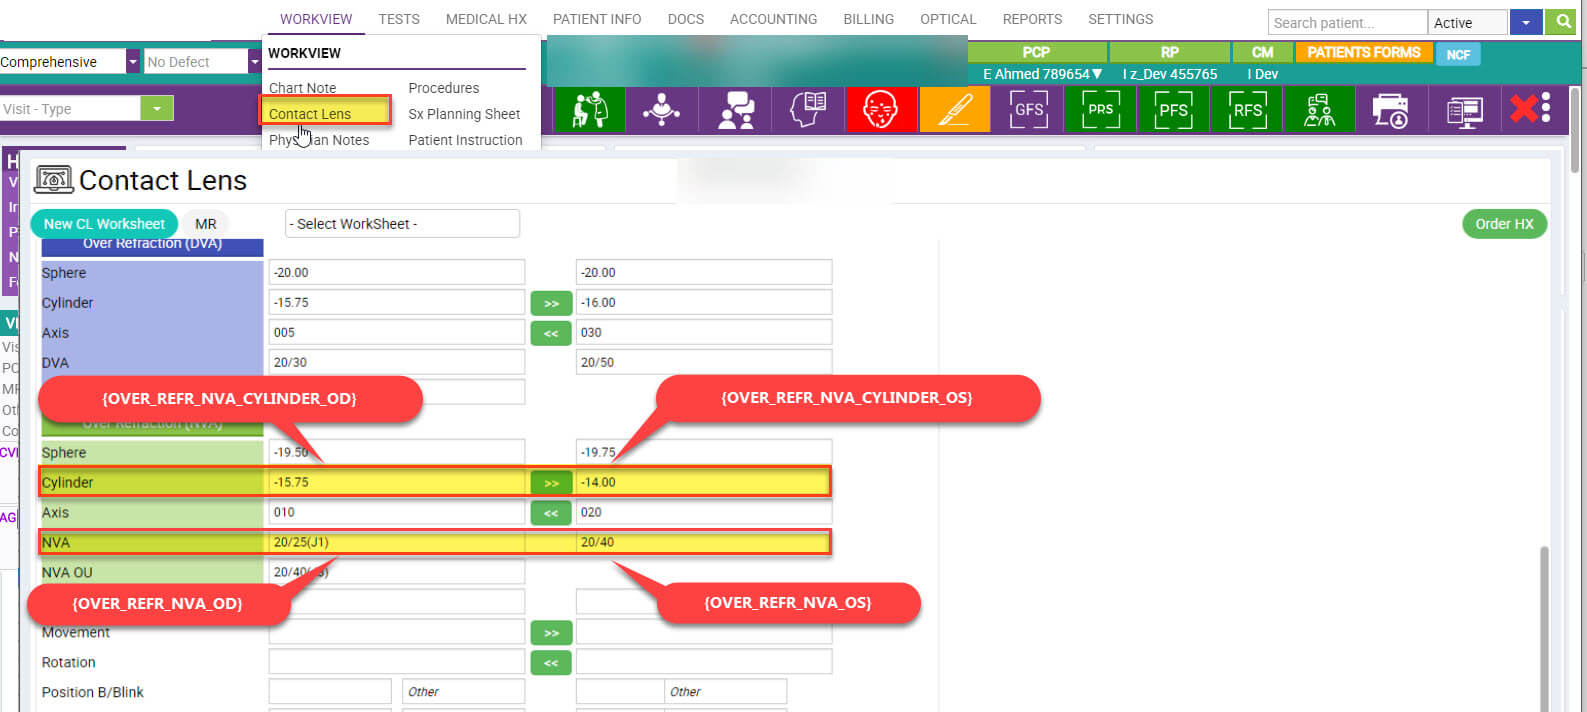 WORKVIEW TESTS MEDICAL HX PATIENT INFO DOCS ACCOUNTING BILLING OPTICAL REPORTS SETTINGS Search patient... Active
WORKVIEW
PCP RP CM PATIENTS FORMS NCF
Comprehensive No Defect
E Ahmed 789654▼ I z_Dev 455765 I Dev
Chart Note Procedures
Visit - Type
Contact Lens Sx Planning Sheet
GFS PRS PFS RFS
Physician Notes Patient Instruction
Contact Lens
New CL Worksheet MR - Select WorkSheet - Order HX
Over Refraction (DVA)
Sphere -20.00 -20.00
Cylinder -15.75 >> -16.00
Axis 005 << 030
DVA 20/30 20/50
{OVER_REFR_NVA_CYLINDER_OD} {OVER_REFR_NVA_CYLINDER_OS}
Over Refraction (NVA)
Sphere -19.50 -19.75
Cylinder -15.75 >> -14.00
Axis 010 << 020
NVA 20/25(J1) 20/40
NVA OU 20/40
{OVER_REFR_NVA_OD} {OVER_REFR_NVA_OS}
Movement >>
Rotation <<
Position B/Blink Other Other